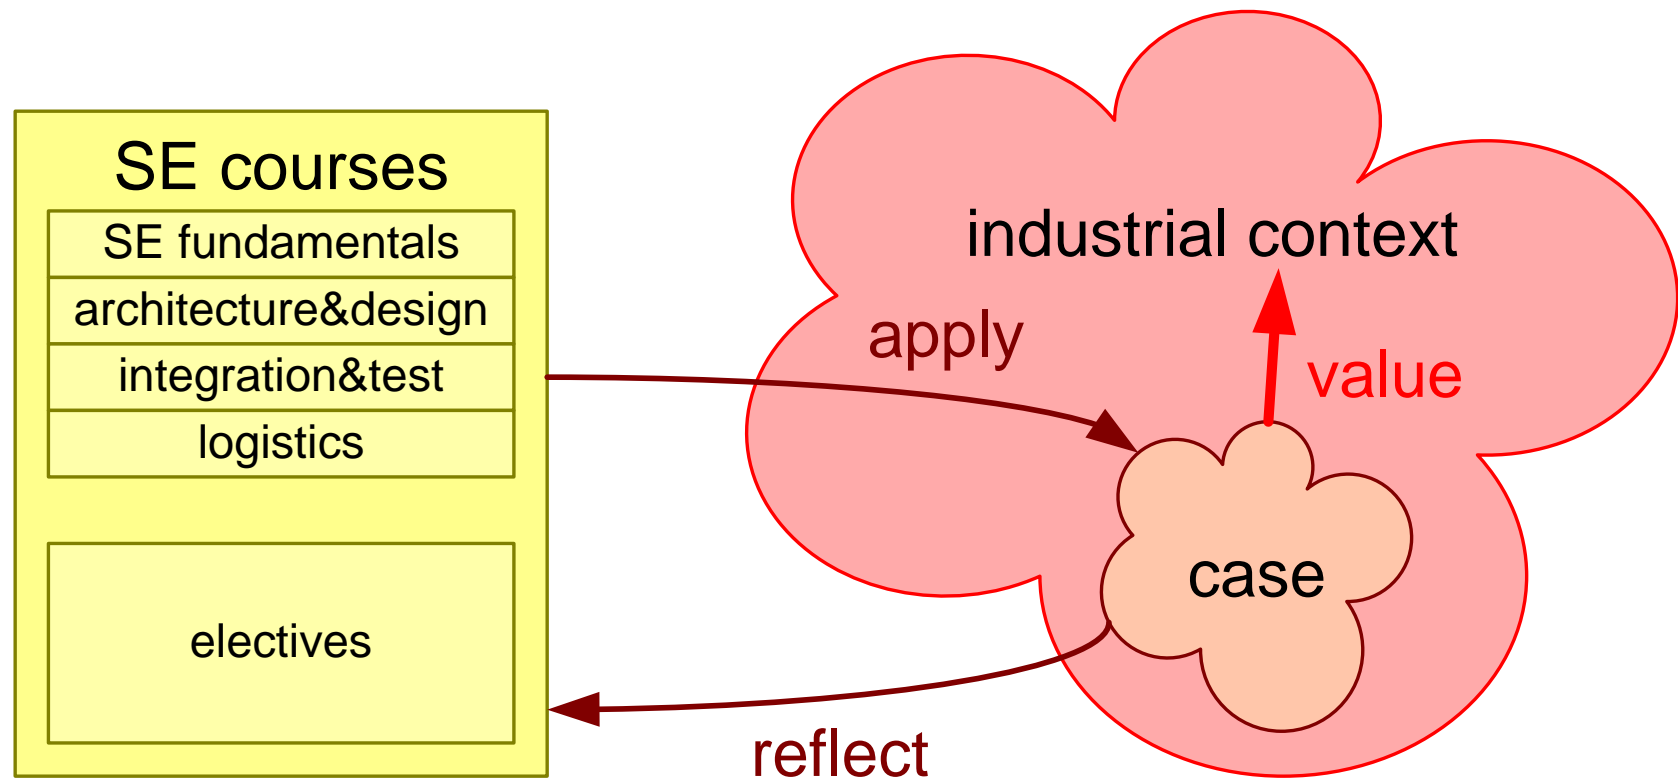 SE courses
SE fundamentals
architecture&design
integration&test
logistics
electives
industrial context
apply
value
case
reflect